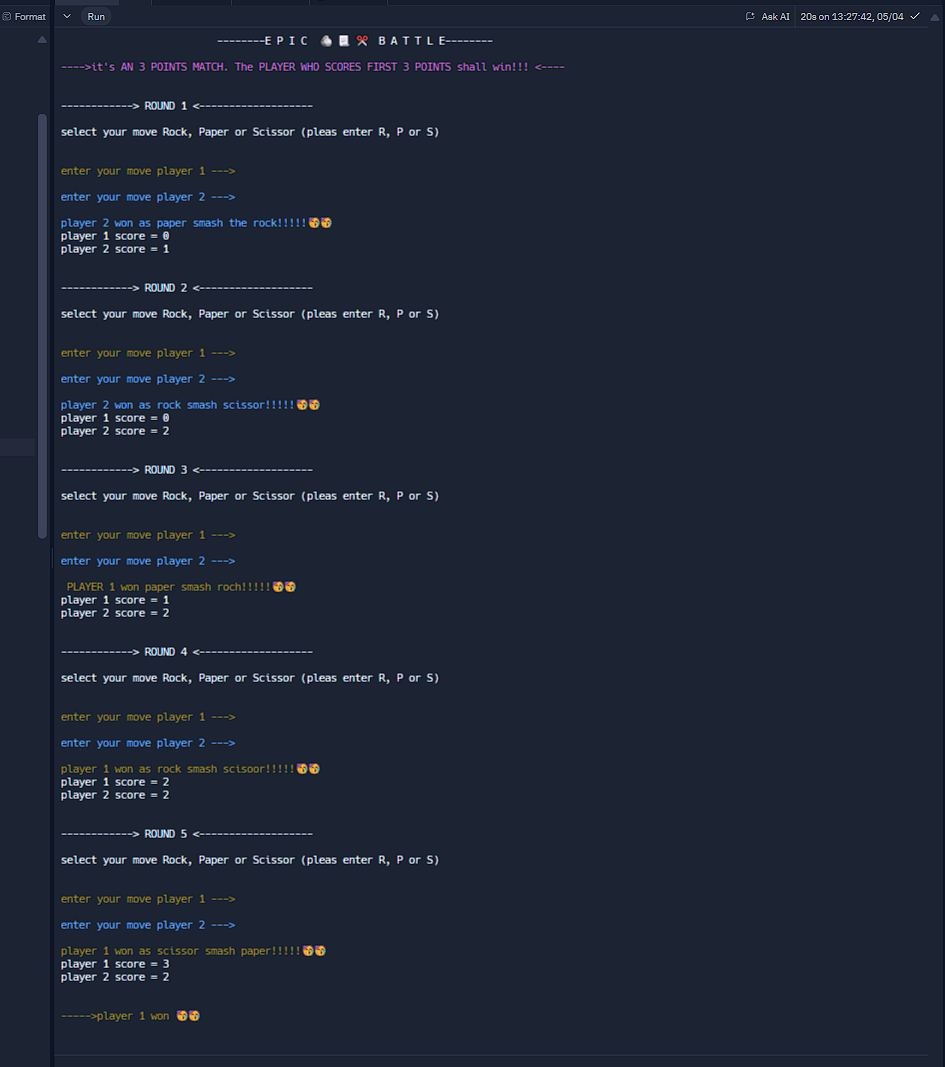 Format
Run
Ask AI
20s on 13:27:42, 05/04
--------E P I C 🪨 📃 ✂️ B A T T L E--------
---->it's AN 3 POINTS MATCH. The PLAYER WHO SCORES FIRST 3 POINTS shall win!!! <----
------------> ROUND 1 <-------------------
select your move Rock, Paper or Scissor (pleas enter R, P or S)
enter your move player 1 --->
enter your move player 2 --->
player 2 won as paper smash the rock!!!!!🥳🥳
player 1 score = 0
player 2 score = 1
------------> ROUND 2 <-------------------
select your move Rock, Paper or Scissor (pleas enter R, P or S)
enter your move player 1 --->
enter your move player 2 --->
player 2 won as rock smash scissor!!!!!🥳🥳
player 1 score = 0
player 2 score = 2
------------> ROUND 3 <-------------------
select your move Rock, Paper or Scissor (pleas enter R, P or S)
enter your move player 1 --->
enter your move player 2 --->
PLAYER 1 won paper smash roch!!!!!🥳🥳
player 1 score = 1
player 2 score = 2
------------> ROUND 4 <-------------------
select your move Rock, Paper or Scissor (pleas enter R, P or S)
enter your move player 1 --->
enter your move player 2 --->
player 1 won as rock smash scisoor!!!!!🥳🥳
player 1 score = 2
player 2 score = 2
------------> ROUND 5 <-------------------
select your move Rock, Paper or Scissor (pleas enter R, P or S)
enter your move player 1 --->
enter your move player 2 --->
player 1 won as scissor smash paper!!!!!🥳🥳
player 1 score = 3
player 2 score = 2
----->player 1 won 🥳🥳